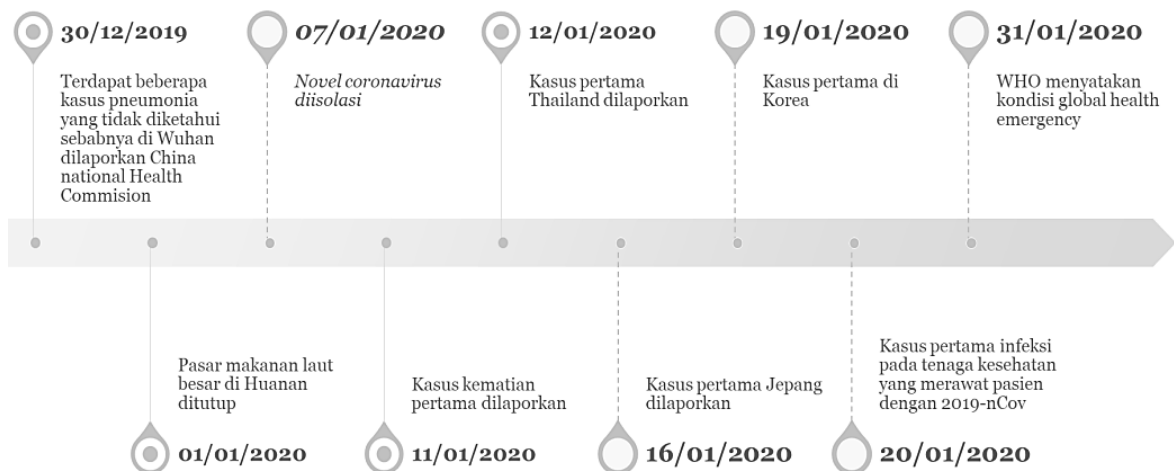 30/12/2019
Terdapat beberapa
kasus pneumonia
yang tidak diketahui
sebabnya di Wuhan
dilaporkan China
national Health
Commision
07/01/2020
Novel coronavirus
diisolasi
12/01/2020
Kasus pertama
Thailand dilaporkan
19/01/2020
Kasus pertama di
Korea
31/01/2020
WHO menyatakan
kondisi global health
emergency
Pasar makanan laut
besar di Huanan
ditutup
01/01/2020
Kasus kematian
pertama dilaporkan
11/01/2020
Kasus pertama Jepang
dilaporkan
16/01/2020
Kasus pertama infeksi
pada tenaga kesehatan
yang merawat pasien
dengan 2019-nCov
20/01/2020